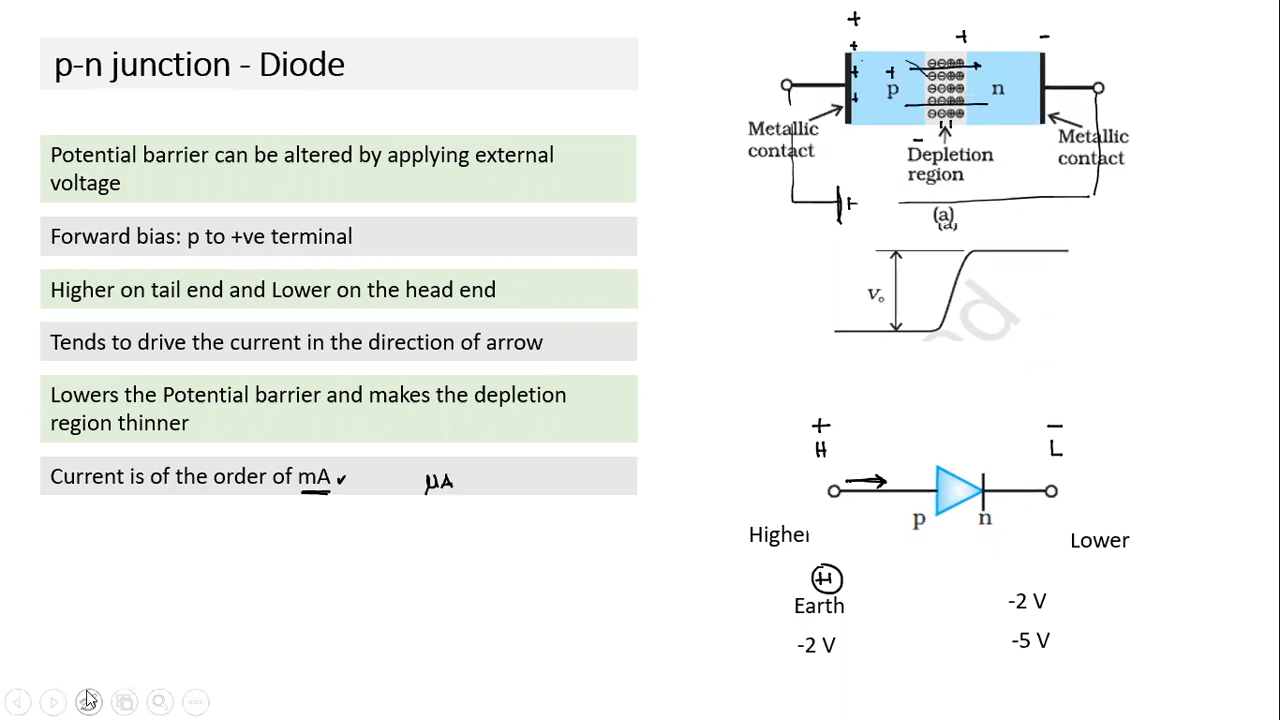 p-n junction - Diode
Potential barrier can be altered by applying external
voltage
Forward bias: p to +ve terminal
Higher on tail end and Lower on the head end
Tends to drive the current in the direction of arrow
Lowers the Potential barrier and makes the depletion
region thinner
Current is of the order of mA ✓ μA
+
+
+ -
+ +
p n
+
Metallic
contact
-
Depletion
region
Metallic
contact
+
(a)
V₀
+ -
H L
p n
Higher
Lower
H
Earth -2 V
-2 V -5 V